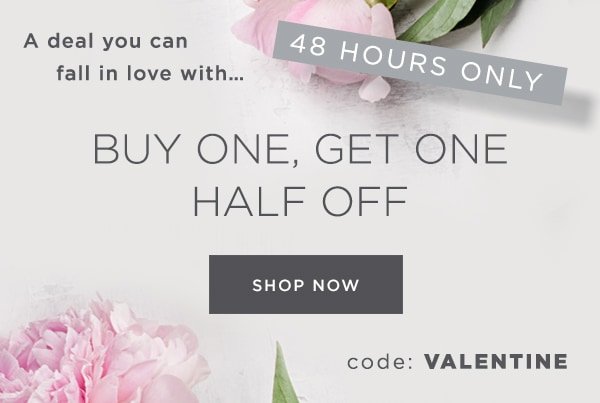 A deal you can
fall in love with...
48 HOURS ONLY
BUY ONE, GET ONE
HALF OFF
SHOP NOW
code: VALENTINE